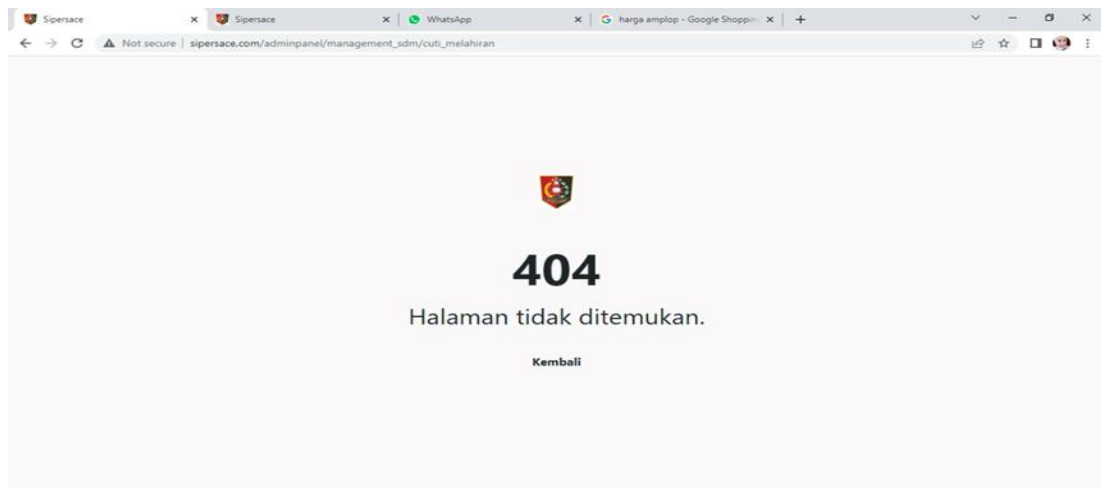 Sipersace
Sipersace
WhatsApp
harga amplop - Google Shoppin
Not secure
sipersace.com/adminpanel/management_sdm/cuti_melahiran
404
Halaman tidak ditemukan.
Kembali